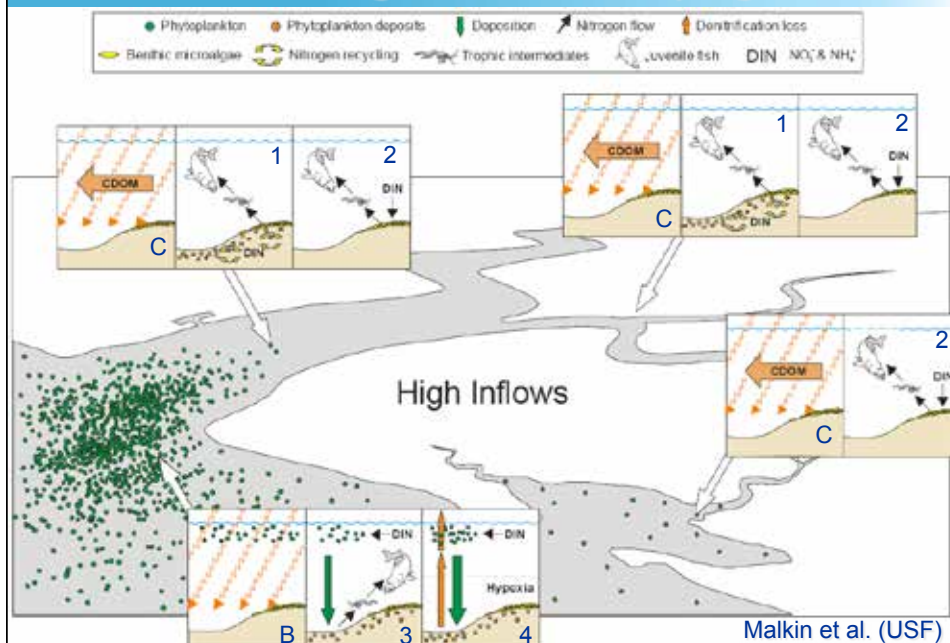 Phytoplankton Phytoplankton deposits Deposition Nitrogen flow Denitrification loss
Benthic microalgae Nitrogen recycling Trophic intermediates Juvenile fish DIN NO₃⁻ & NH₄⁺
CDOM
C
1
DIN
2
DIN
CDOM
C
1
DIN
2
DIN
CDOM
C
2
DIN
High Inflows
B
DIN
3
DIN
Hypoxia
4
Malkin et al. (USF)